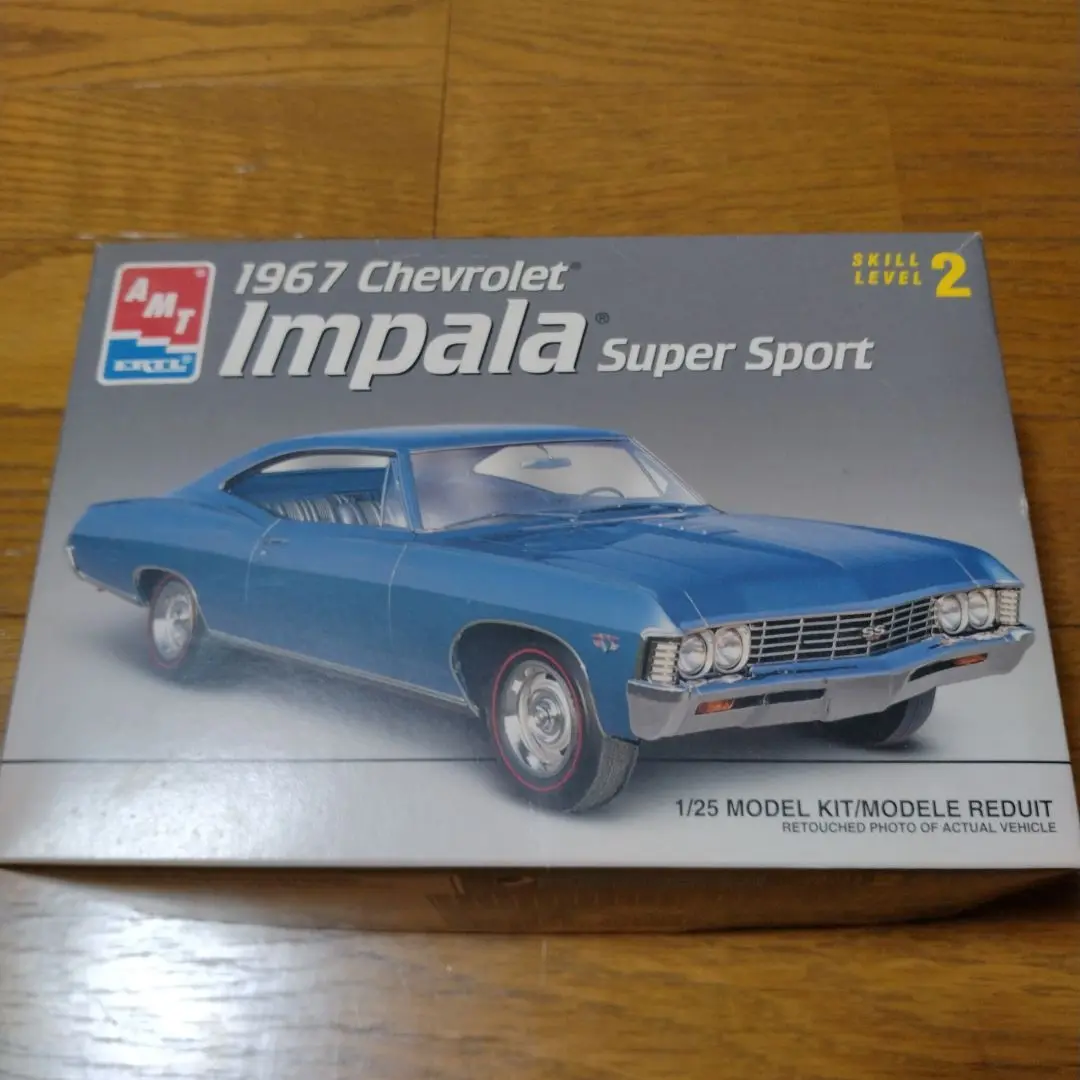 AMT
ERTL®
1967 Chevrolet®
Impala® Super Sport
SKILL
LEVEL 2
SS
1/25 MODEL KIT/MODELE REDUIT
RETOUCHED PHOTO OF ACTUAL VEHICLE